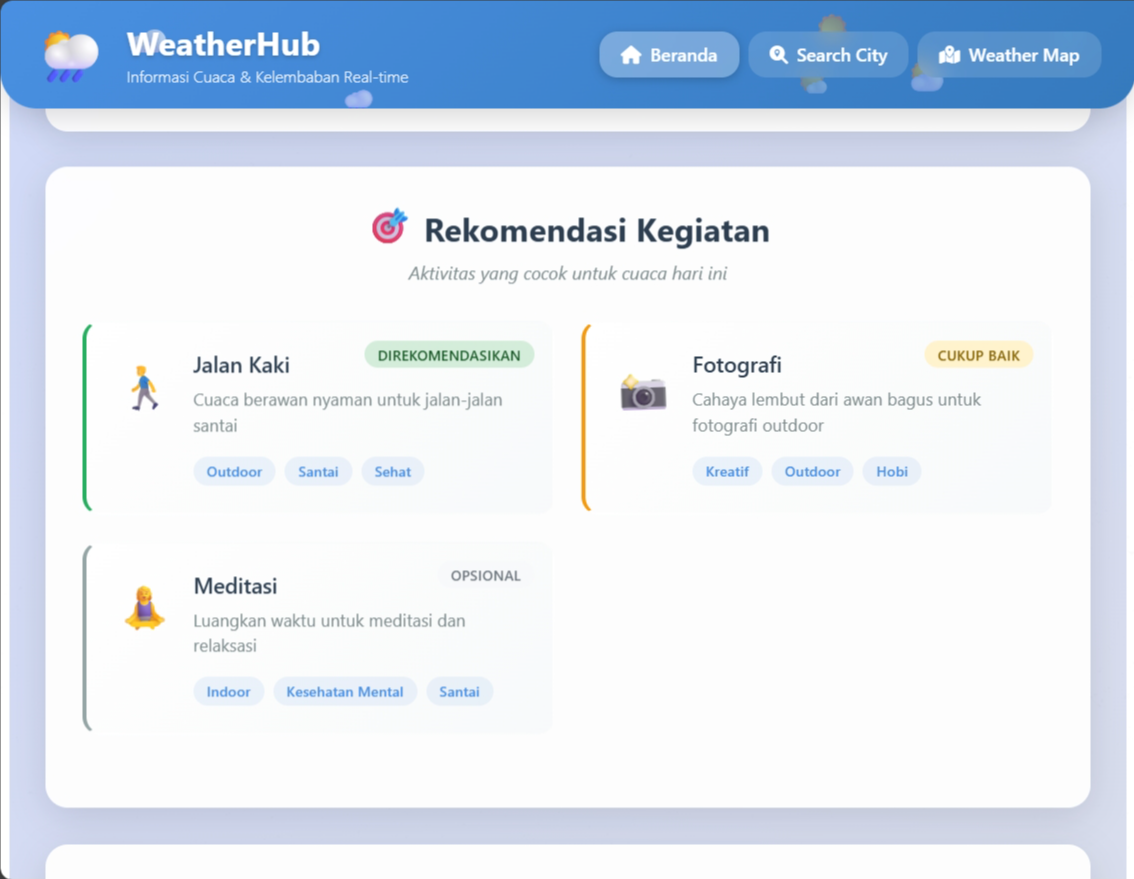 WeatherHub
Informasi Cuaca & Kelembaban Real-time
Beranda
Search City
Weather Map
Rekomendasi Kegiatan
Aktivitas yang cocok untuk cuaca hari ini
Jalan Kaki
DIREKOMENDASIKAN
Cuaca berawan nyaman untuk jalan-jalan
santai
Outdoor
Santai
Sehat
Fotografi
CUKUP BAIK
Cahaya lembut dari awan bagus untuk
fotografi outdoor
Kreatif
Outdoor
Hobi
Meditasi
OPSIONAL
Luangkan waktu untuk meditasi dan
relaksasi
Indoor
Kesehatan Mental
Santai